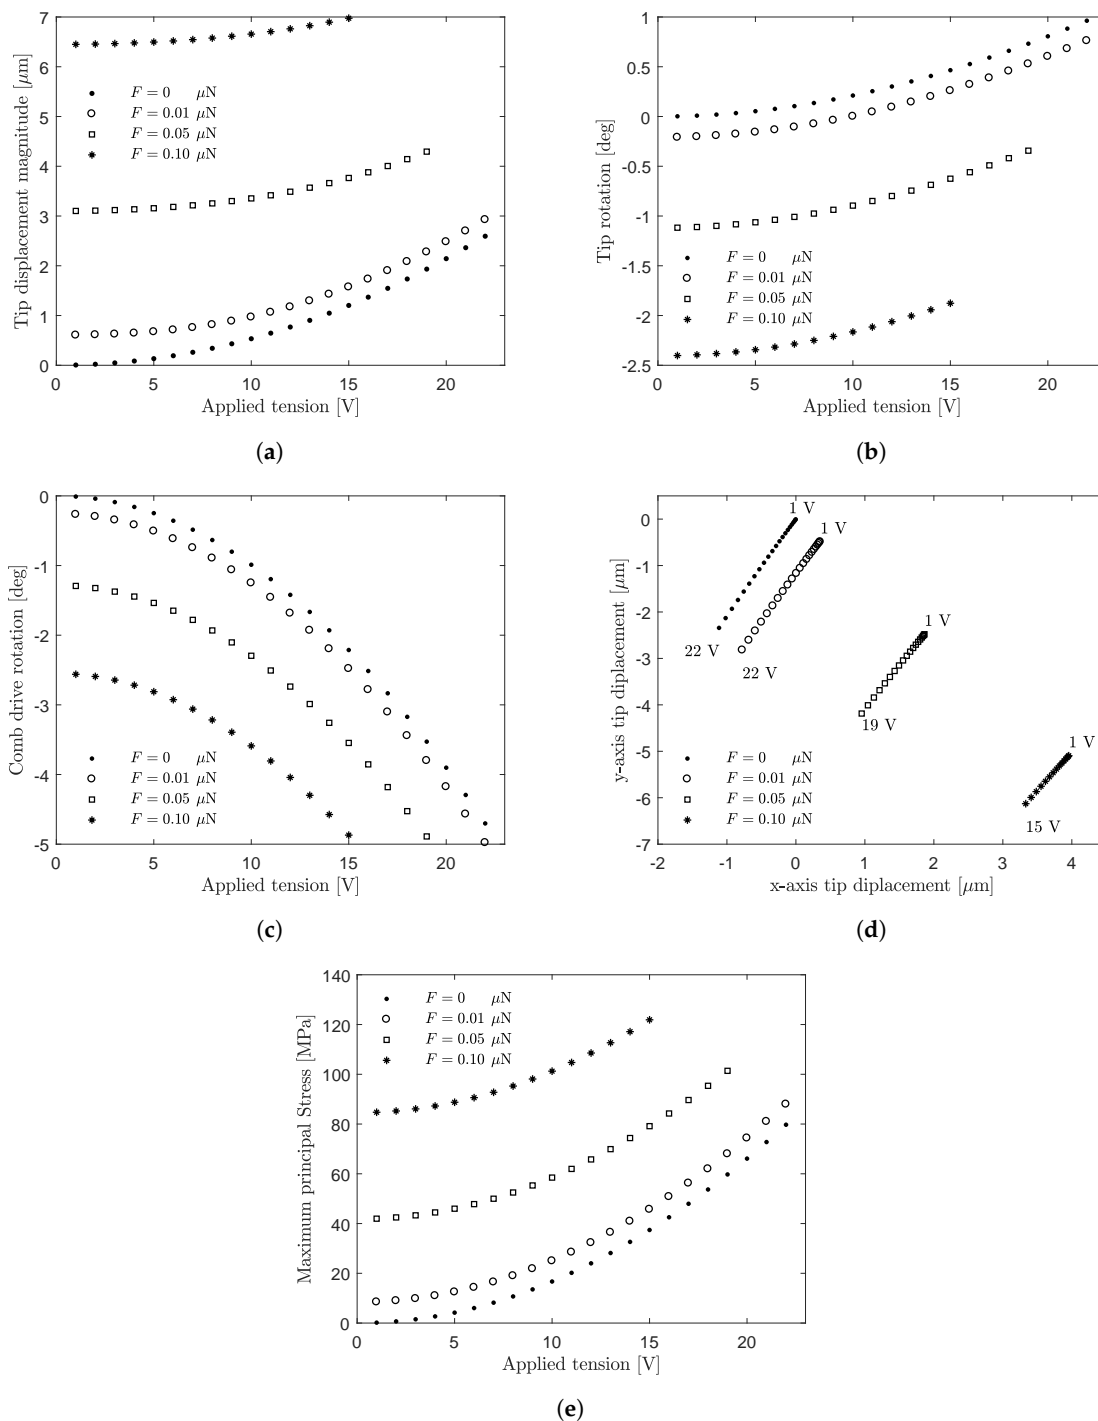 7
6
5
4
3
2
1
0
Tip displacement magnitude [μm]
F = 0 μN
F = 0.01 μN
F = 0.05 μN
F = 0.10 μN
0 5 10 15 20
Applied tension [V]
(a)
1
0.5
0
-0.5
-1
-1.5
-2
-2.5
Tip rotation [deg]
F = 0 μN
F = 0.01 μN
F = 0.05 μN
F = 0.10 μN
0 5 10 15 20
Applied tension [V]
(b)
0
-1
-2
-3
-4
-5
Comb drive rotation [deg]
F = 0 μN
F = 0.01 μN
F = 0.05 μN
F = 0.10 μN
0 5 10 15 20
Applied tension [V]
(c)
0
-1
-2
-3
-4
-5
-6
-7
y-axis tip diplacement [μm]
1 V
1 V
22 V
22 V
1 V
19 V
1 V
15 V
F = 0 μN
F = 0.01 μN
F = 0.05 μN
F = 0.10 μN
-2 -1 0 1 2 3 4
x-axis tip diplacement [μm]
(d)
140
120
100
80
60
40
20
0
Maximum principal Stress [MPa]
F = 0 μN
F = 0.01 μN
F = 0.05 μN
F = 0.10 μN
0 5 10 15 20
Applied tension [V]
(e)